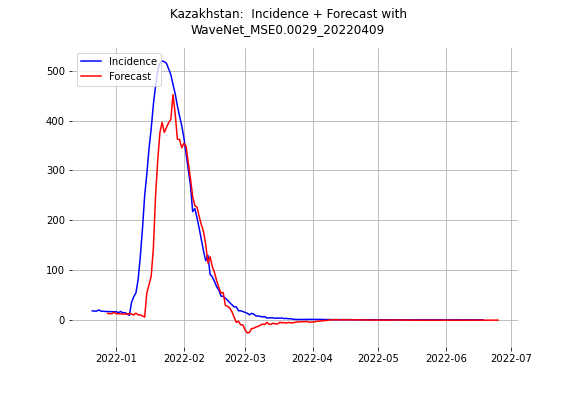 Kazakhstan:  Incidence + Forecast with
WaveNet_MSE0.0029_20220409
Incidence
Forecast
500
400
300
200
100
0
2022-01 2022-02 2022-03 2022-04 2022-05 2022-06 2022-07